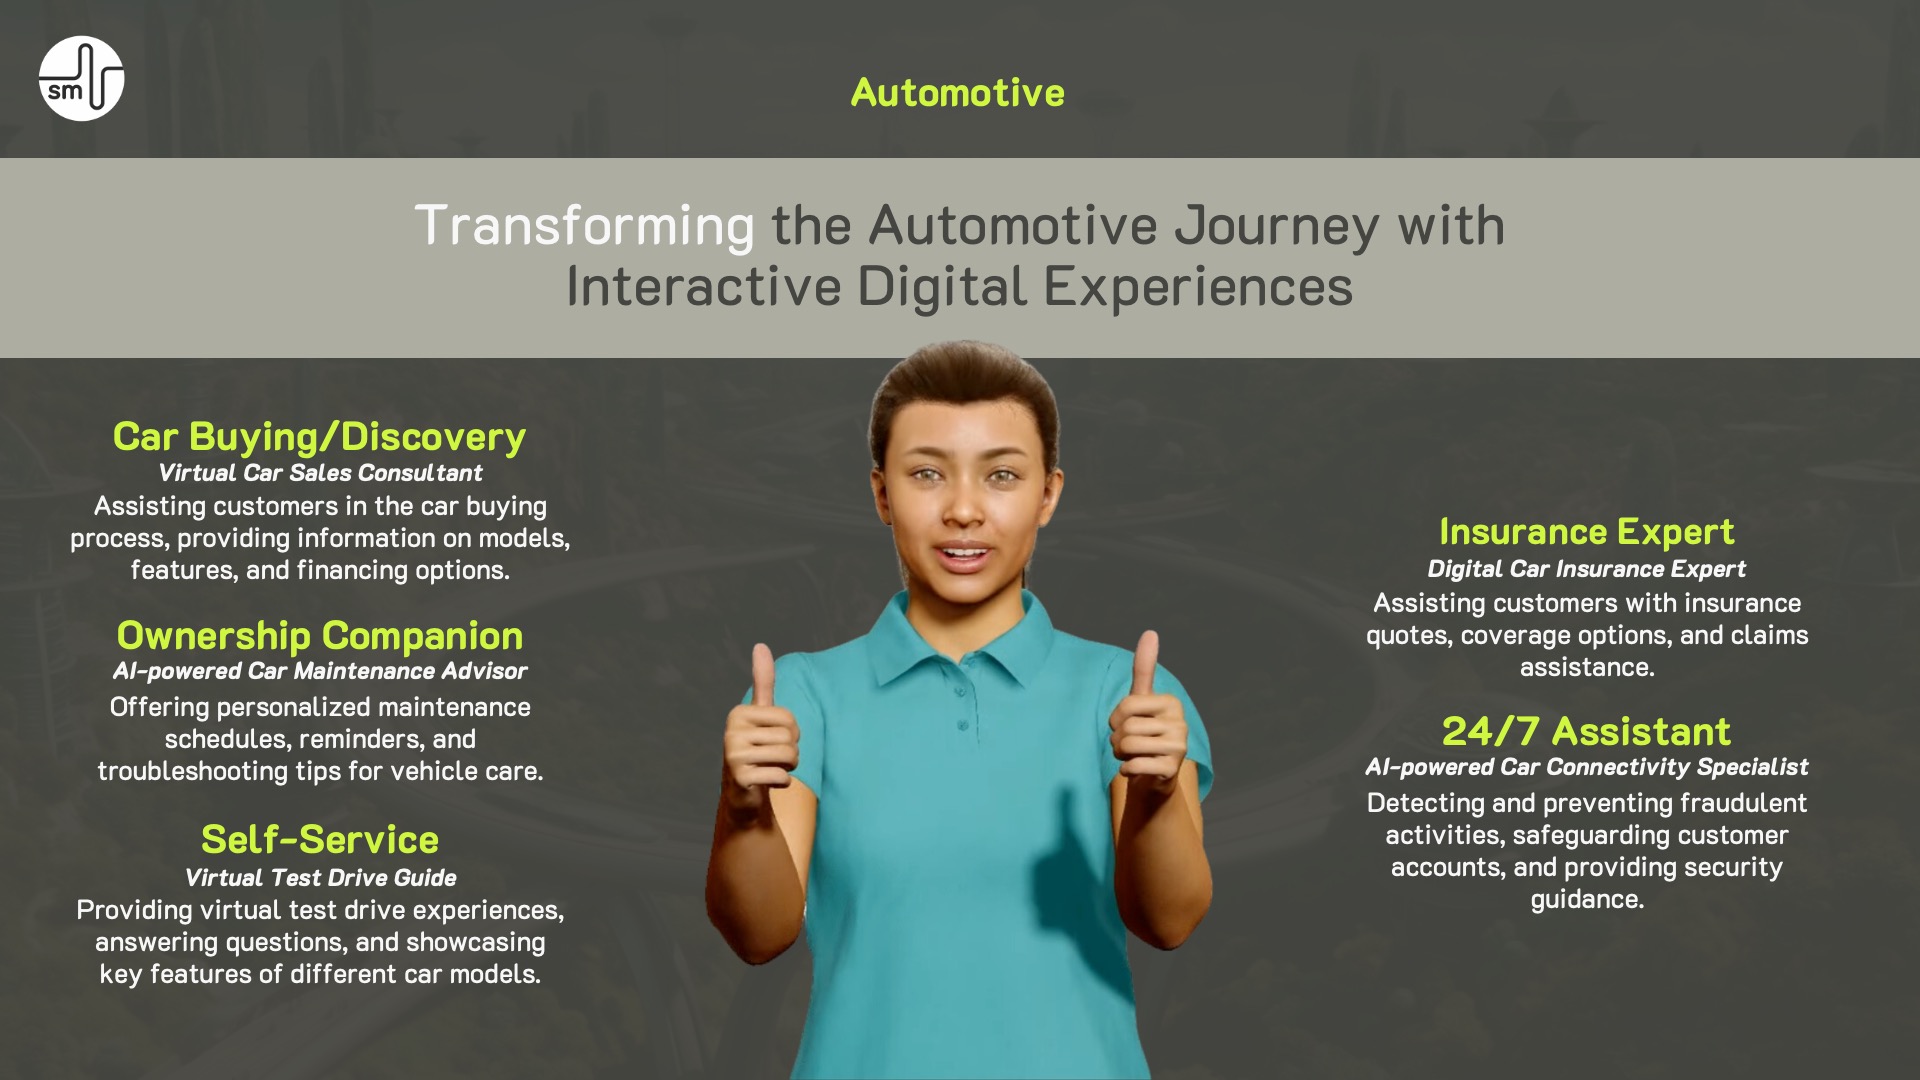 sm
Automotive
Transforming the Automotive Journey with
Interactive Digital Experiences
Car Buying/Discovery
Virtual Car Sales Consultant
Assisting customers in the car buying
process, providing information on models,
features, and financing options.
Ownership Companion
AI-powered Car Maintenance Advisor
Offering personalized maintenance
schedules, reminders, and
troubleshooting tips for vehicle care.
Self-Service
Virtual Test Drive Guide
Providing virtual test drive experiences,
answering questions, and showcasing
key features of different car models.
Insurance Expert
Digital Car Insurance Expert
Assisting customers with insurance
quotes, coverage options, and claims
assistance.
24/7 Assistant
AI-powered Car Connectivity Specialist
Detecting and preventing fraudulent
activities, safeguarding customer
accounts, and providing security
guidance.